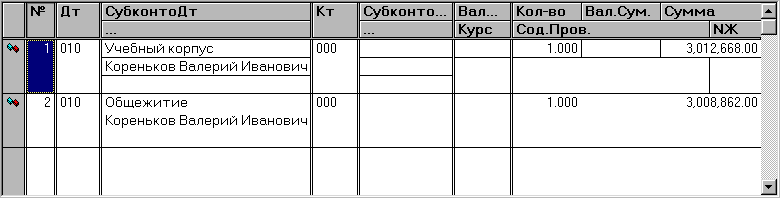 № Дт СубконтоДт Кт Субконто... Вал... Кол-во Вал.Сум. Сумма
... ... Курс Сод.Пров. NЖ
1 010 Учебный корпус 000 1.000 3,012,668.00
Кореньков Валерий Иванович
2 010 Общежитие 000 1.000 3,008,862.00
Кореньков Валерий Иванович